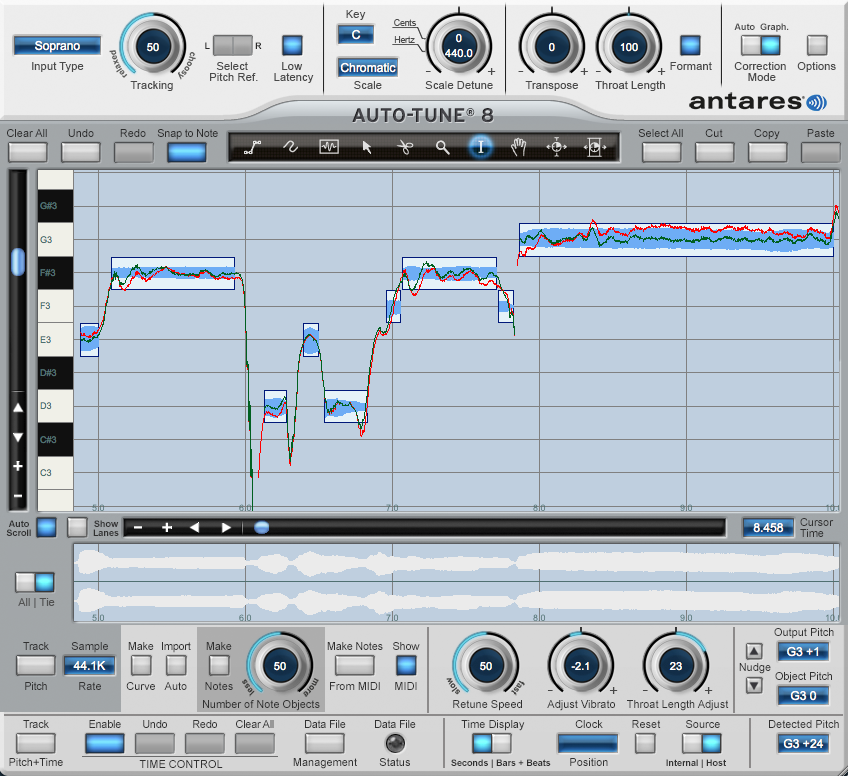 Soprano
Input Type
relaxed
50
choosy
Tracking
L R
Select
Pitch Ref.
Low
Latency
Key
C
Chromatic
Scale
Cents
Hertz
0
440.0
- +
Scale Detune
0
- +
Transpose
100
- +
Throat Length
Formant
Auto Graph.
Correction
Mode
Options
antares
AUTO-TUNE® 8
Clear All
Undo
Redo
Snap to Note
Select All
Cut
Copy
Paste
G#3
G3
F#3
F3
E3
D#3
D3
C#3
C3
5.0 6.0 7.0 8.0 9.0 10.
Auto
Scroll
Show
Lanes
8.458
Cursor
Time
5.0 6.0 7.0 8.0 9.0 10.
All | Tie
Track
Pitch
Sample
44.1K
Rate
Make
Curve
Import
Auto
Make
Notes
50
more
less
Number of Note Objects
Make Notes
From MIDI
Show
MIDI
50
slow
fast
Retune Speed
-2.1
- +
Adjust Vibrato
23
- +
Throat Length Adjust
Nudge
Output Pitch
G3 +1
Object Pitch
G3 0
Track
Pitch+Time
Enable
Undo
Redo
Clear All
TIME CONTROL
Data File
Management
Data File
Status
Time Display
Seconds | Bars + Beats
Clock
Position
Reset
Source
Internal | Host
Detected Pitch
G3 +24